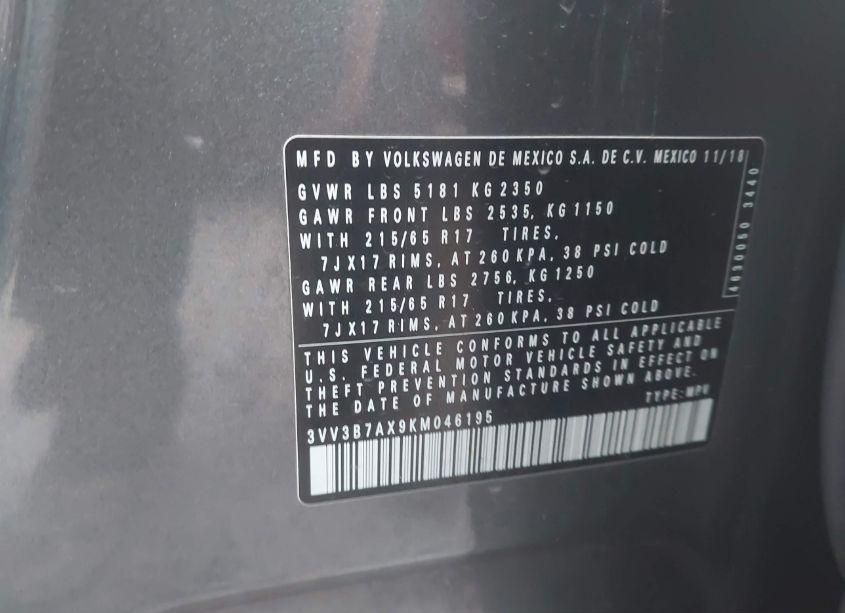 MFD BY VOLKSWAGEN DE MEXICO S.A. DE C.V. MEXICO 11/18
GVWR LBS 5181 KG 2350
GAWR FRONT LBS 2535, KG 1150
WITH 215/65 R17 TIRES,
7JX17 RIMS, AT 260 KPA, 38 PSI COLD
GAWR REAR LBS 2756, KG 1250
WITH 215/65 R17 TIRES,
7JX17 RIMS, AT 260 KPA, 38 PSI COLD
4630050 3440
THIS VEHICLE CONFORMS TO ALL APPLICABLE
U.S. FEDERAL MOTOR VEHICLE SAFETY AND
THEFT PREVENTION STANDARDS IN EFFECT ON
THE DATE OF MANUFACTURE SHOWN ABOVE.
TYPE: MPV
3VV3B7AX9KM046195